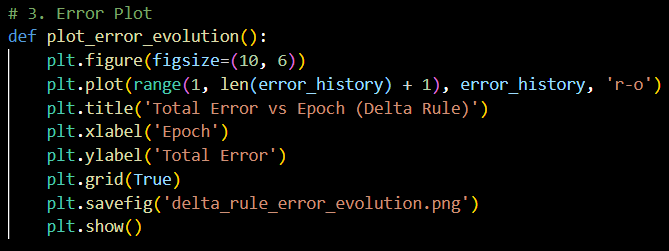 # 3. Error Plot
def plot_error_evolution():
    plt.figure(figsize=(10, 6))
    plt.plot(range(1, len(error_history) + 1), error_history, 'r-o')
    plt.title('Total Error vs Epoch (Delta Rule)')
    plt.xlabel('Epoch')
    plt.ylabel('Total Error')
    plt.grid(True)
    plt.savefig('delta_rule_error_evolution.png')
    plt.show()